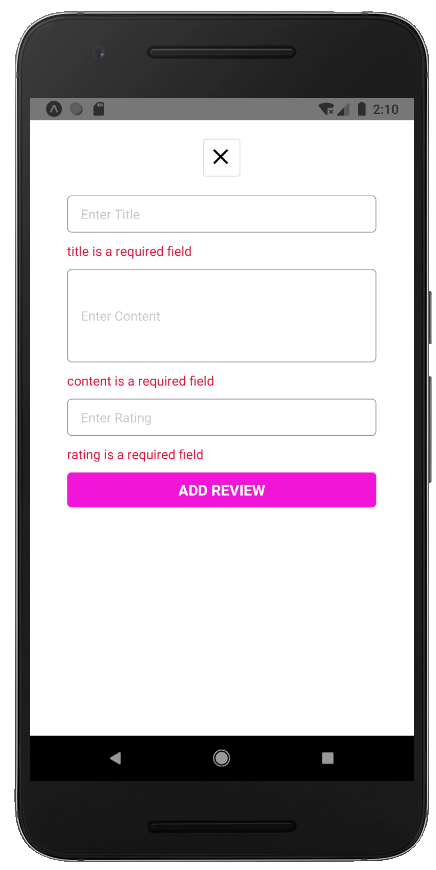 2:10
Enter Title
title is a required field
Enter Content
content is a required field
Enter Rating
rating is a required field
ADD REVIEW